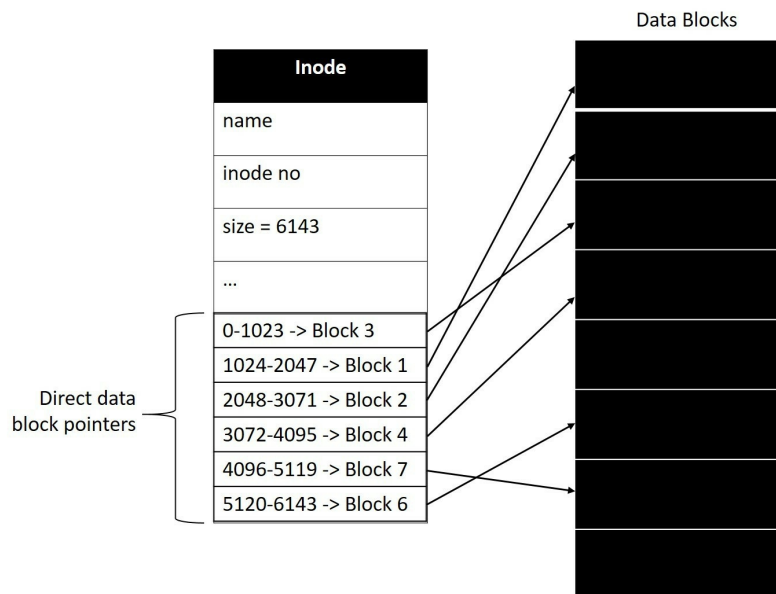 Data Blocks
Inode
name
inode no
size = 6143
...
0-1023 -> Block 3
1024-2047 -> Block 1
2048-3071 -> Block 2
3072-4095 -> Block 4
4096-5119 -> Block 7
5120-6143 -> Block 6
Direct data
block pointers